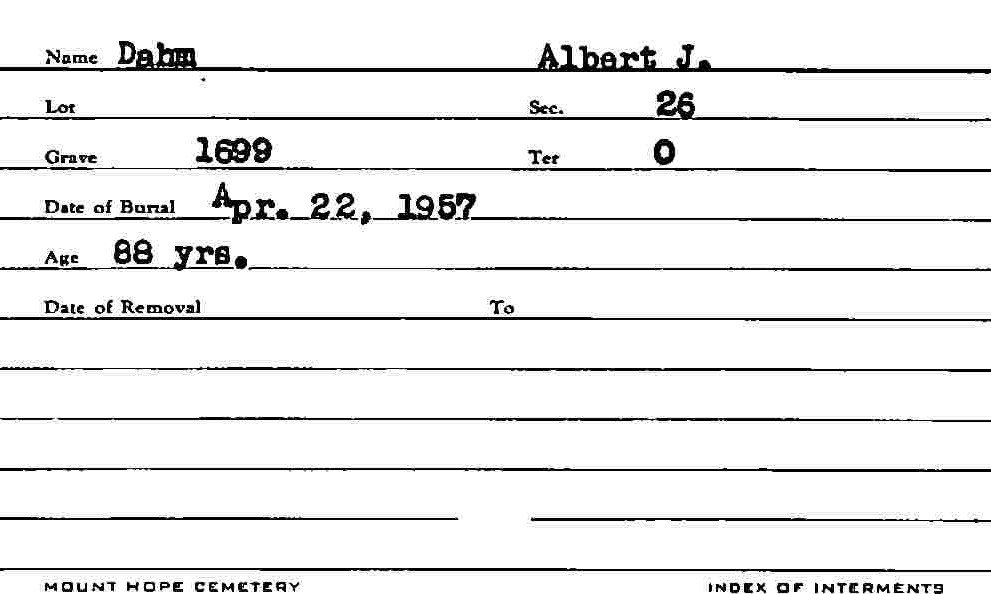 Name Dahm Albert J.
Lot Sec. 26
Grave 1699 Ter 0
Date of Burial Apr. 22, 1957
Age 88 yrs.
Date of Removal To
MOUNT HOPE CEMETERY INDEX OF INTERMENTS